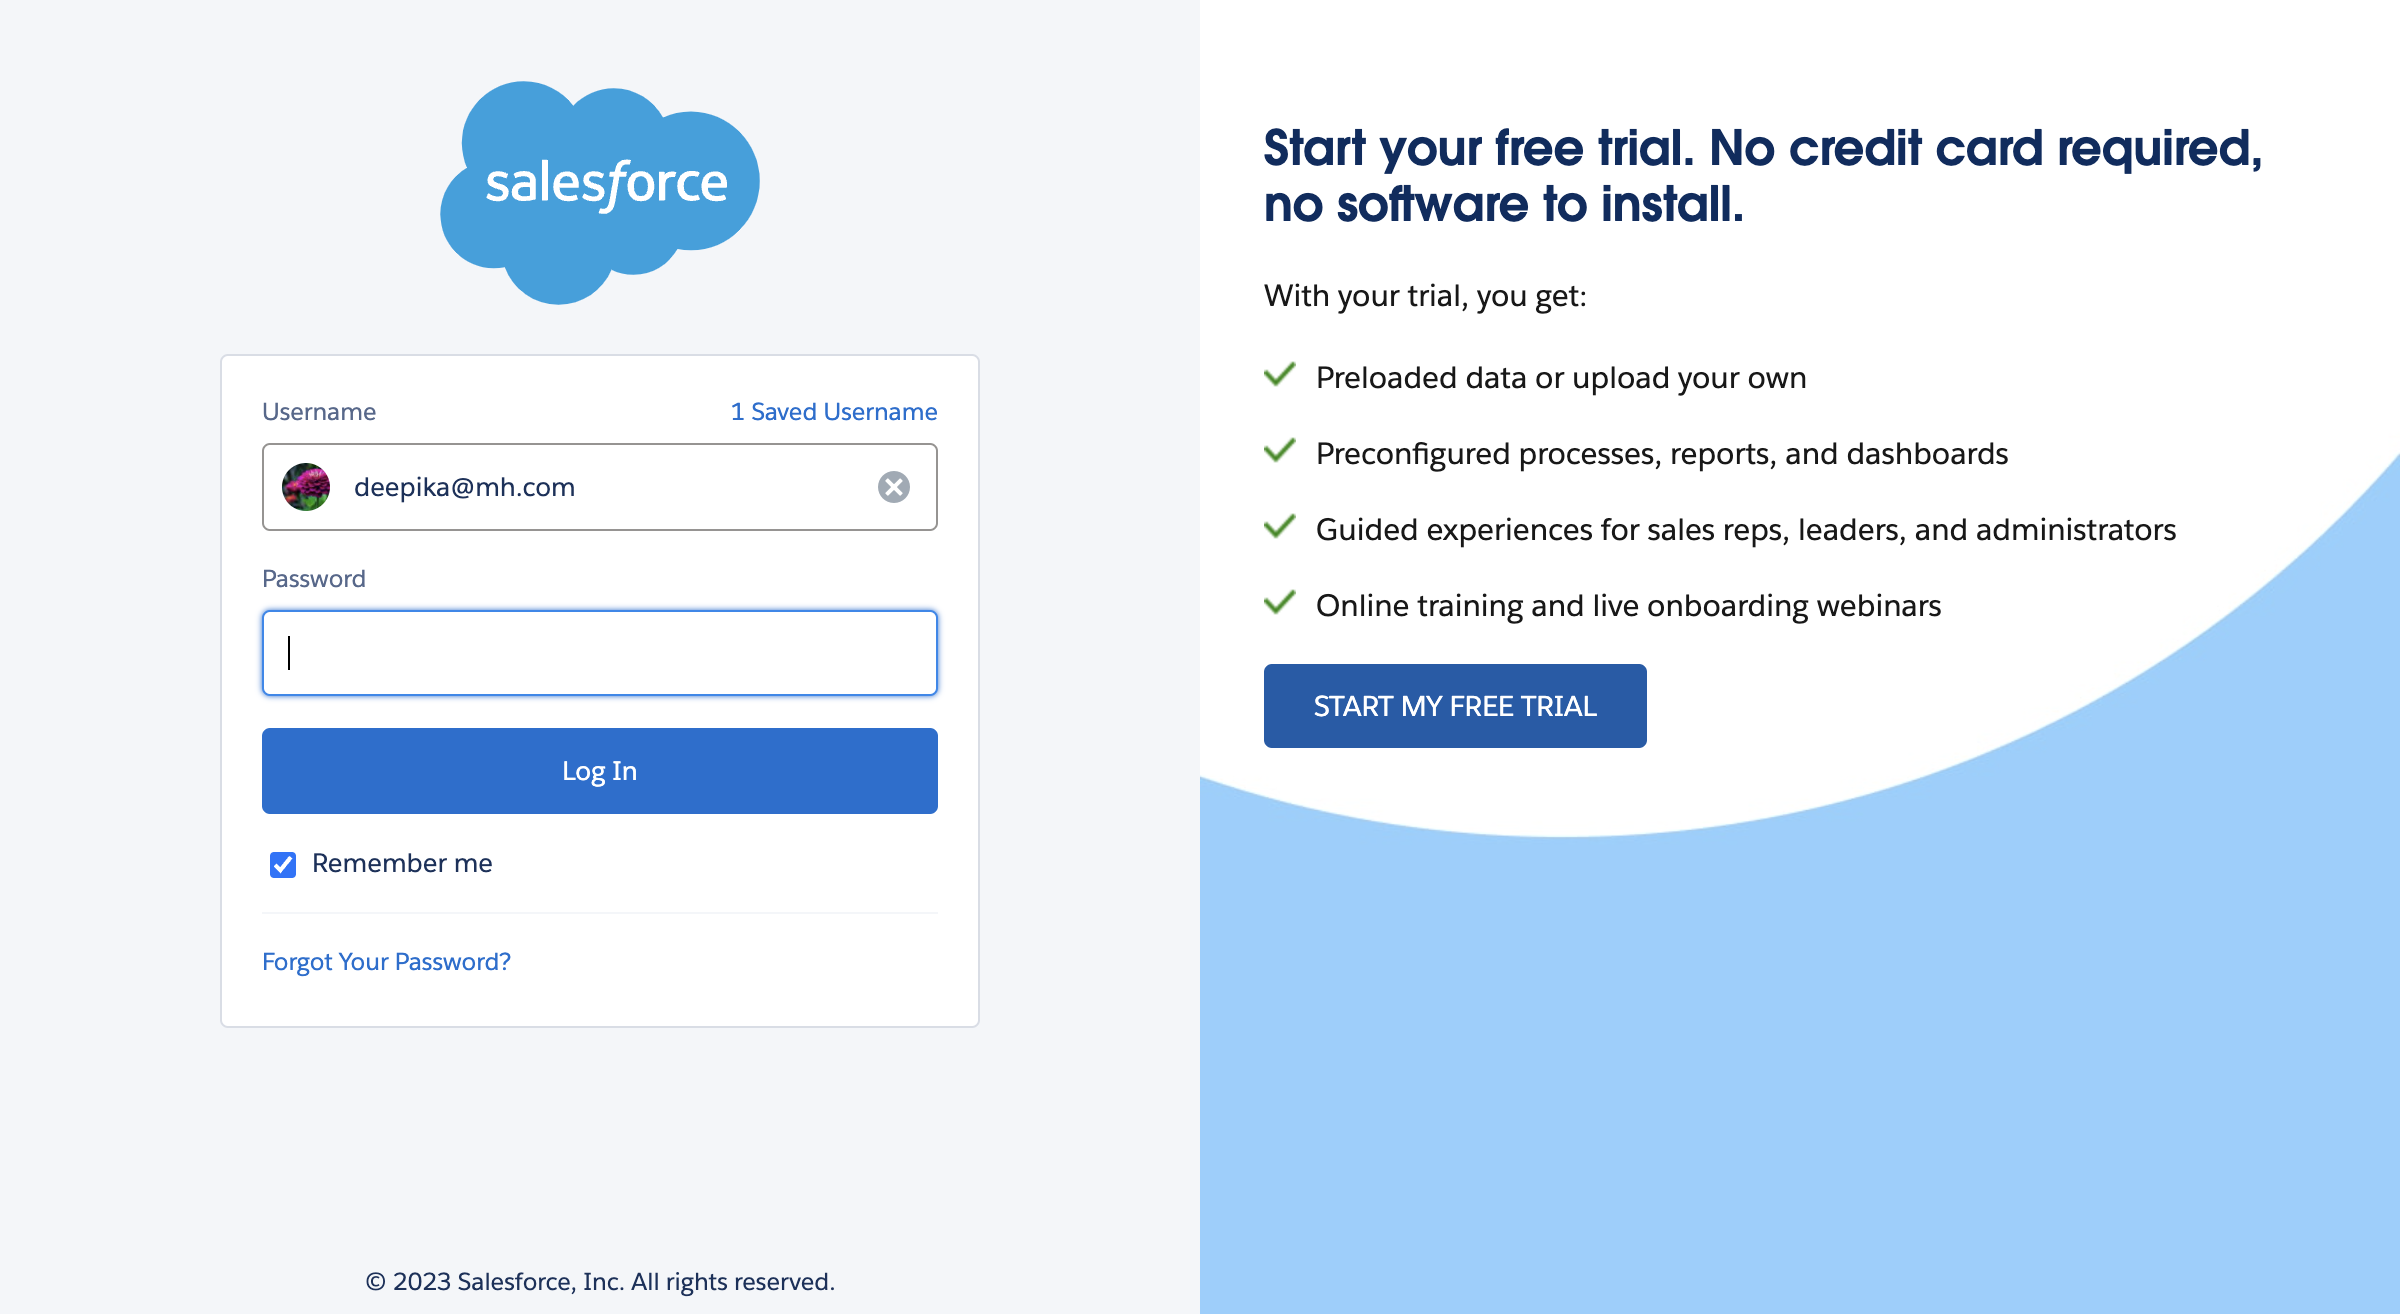 salesforce
Username
1 Saved Username
deepika@mh.com
Password
Log In
Remember me
Forgot Your Password?
© 2023 Salesforce, Inc. All rights reserved.
Start your free trial. No credit card required,
no software to install.
With your trial, you get:
Preloaded data or upload your own
Preconfigured processes, reports, and dashboards
Guided experiences for sales reps, leaders, and administrators
Online training and live onboarding webinars
START MY FREE TRIAL